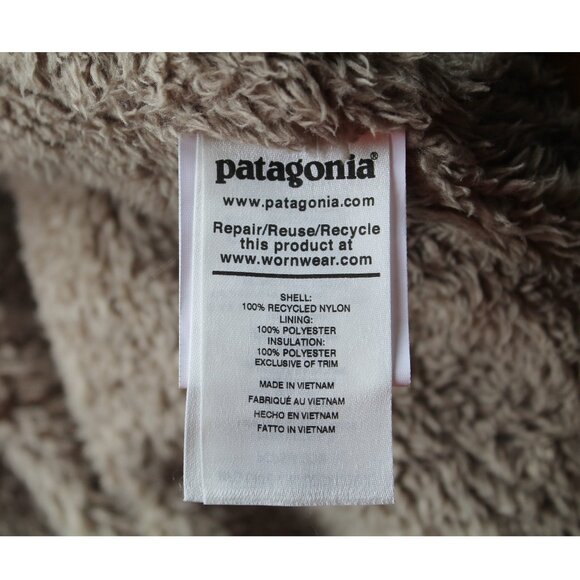 patagonia®
www.patagonia.com
Repair/Reuse/Recycle
this product at
www.wornwear.com
SHELL:
100% RECYCLED NYLON
LINING:
100% POLYESTER
INSULATION:
100% POLYESTER
EXCLUSIVE OF TRIM
MADE IN VIETNAM
FABRIQUÉ AU VIETNAM
HECHO EN VIETNAM
FATTO IN VIETNAM